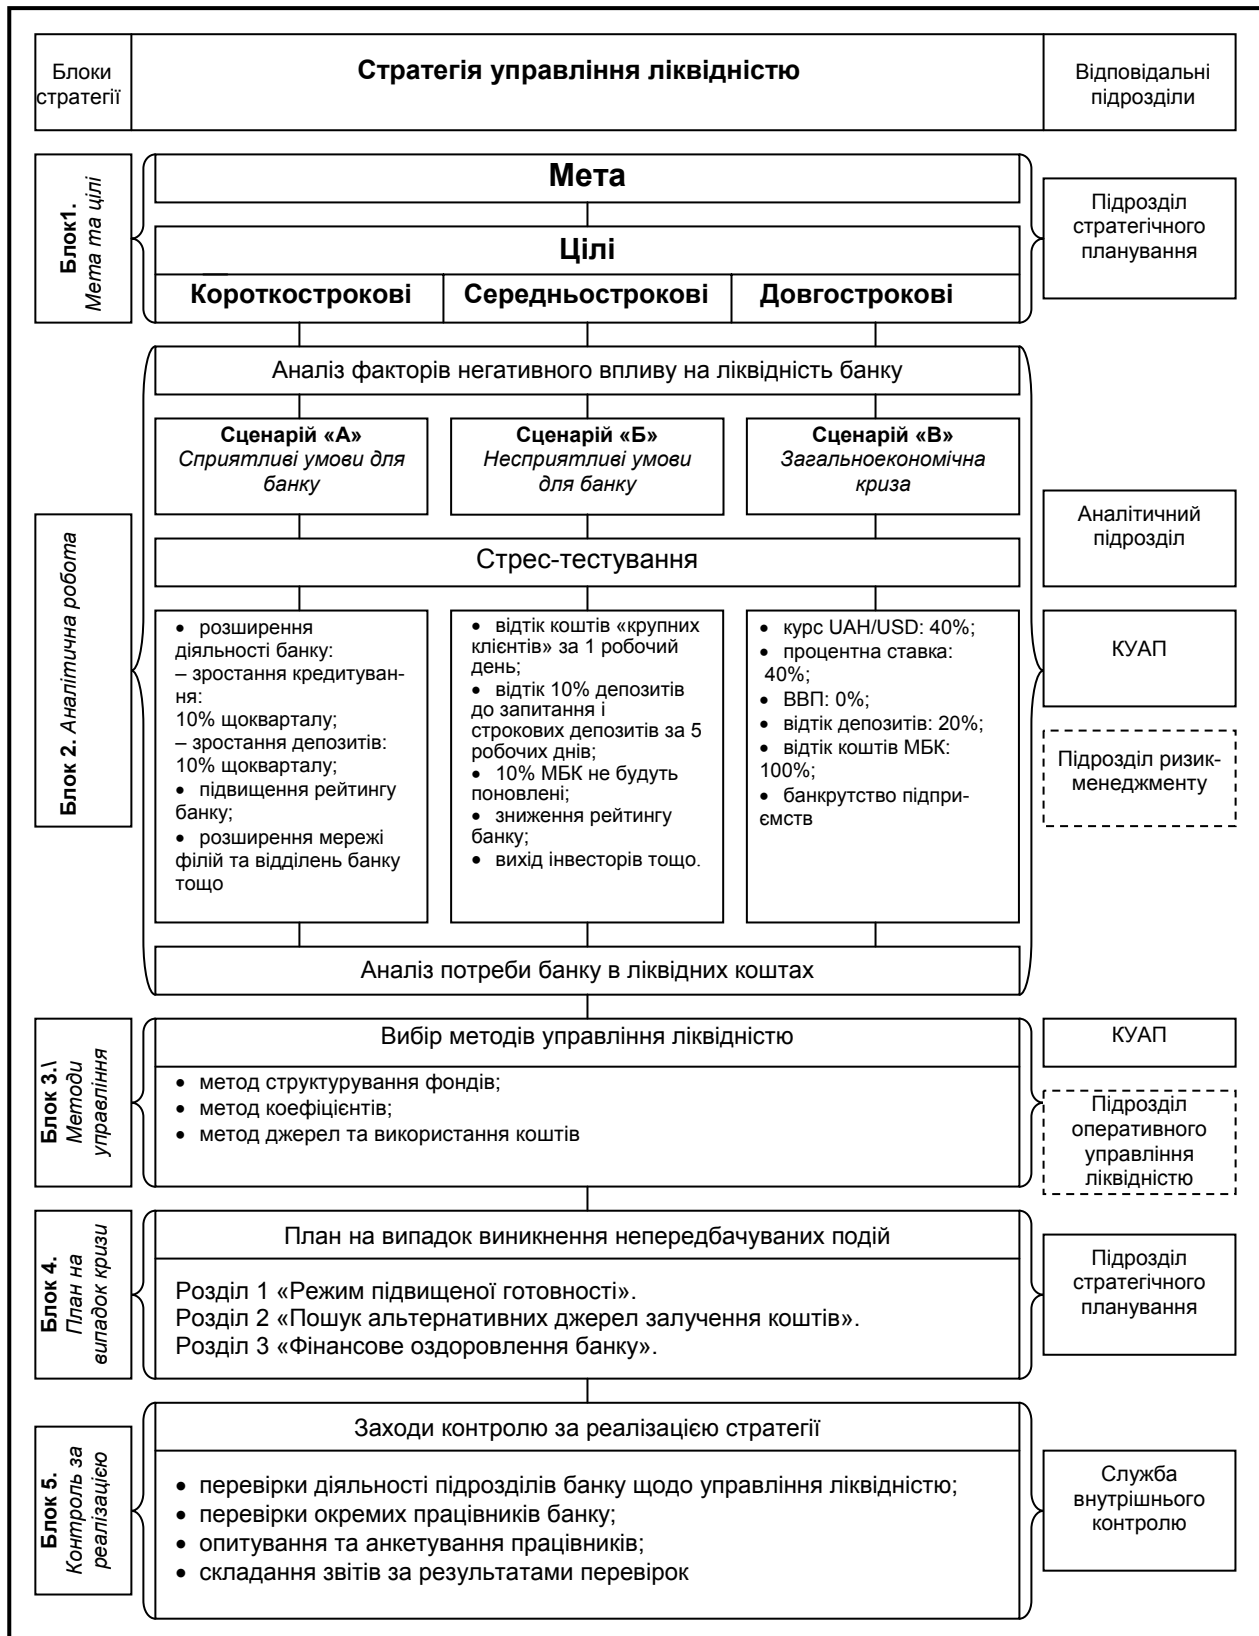 Блоки
стратегії
Стратегія управління ліквідністю
Відповідальні
підрозділи
Блок1.
Мета та цілі
Мета
Цілі
Короткострокові
Середньострокові
Довгострокові
Підрозділ
стратегічного
планування
Блок 2. Аналітична робота
Аналіз факторів негативного впливу на ліквідність банку
Сценарій «А»
Сприятливі умови для
банку
Сценарій «Б»
Несприятливі умови
для банку
Сценарій «В»
Загальноекономічна
криза
Стрес-тестування
• розширення
діяльності банку:
– зростання кредитуван-
ня:
10% щокварталу;
– зростання депозитів:
10% щокварталу;
• підвищення рейтингу
банку;
• розширення мережі
філій та відділень банку
тощо
• відтік коштів «крупних
клієнтів» за 1 робочий
день;
• відтік 10% депозитів
до запитання і
строкових депозитів за 5
робочих днів;
• 10% МБК не будуть
поновлені;
• зниження рейтингу
банку;
• вихід інвесторів тощо.
• курс UAH/USD: 40%;
• процентна ставка:
40%;
• ВВП: 0%;
• відтік депозитів: 20%;
• відтік коштів МБК:
100%;
• банкрутство підпри-
ємств
Аналіз потреби банку в ліквідних коштах
Аналітичний
підрозділ
КУАП
Підрозділ ризик-
менеджменту
Блок 3.\
Методи
управління
Вибір методів управління ліквідністю
• метод структурування фондів;
• метод коефіцієнтів;
• метод джерел та використання коштів
КУАП
Підрозділ
оперативного
управління
ліквідністю
Блок 4.
План на
випадок кризи
План на випадок виникнення непередбачуваних подій
Розділ 1 «Режим підвищеної готовності».
Розділ 2 «Пошук альтернативних джерел залучення коштів».
Розділ 3 «Фінансове оздоровлення банку».
Підрозділ
стратегічного
планування
Блок 5.
Контроль за
реалізацією
Заходи контролю за реалізацією стратегії
• перевірки діяльності підрозділів банку щодо управління ліквідністю;
• перевірки окремих працівників банку;
• опитування та анкетування працівників;
• складання звітів за результатами перевірок
Служба
внутрішнього
контролю